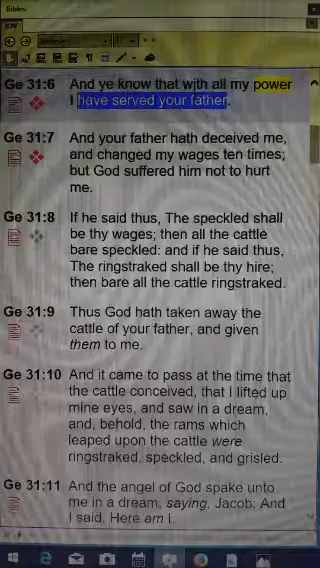 Bibles
KJV
Genesis
31
Ge 31:6 And ye know that with all my power
I have served your father.
Ge 31:7 And your father hath deceived me,
and changed my wages ten times;
but God suffered him not to hurt
me.
Ge 31:8 If he said thus, The speckled shall
be thy wages; then all the cattle
bare speckled: and if he said thus,
The ringstraked shall be thy hire;
then bare all the cattle ringstraked.
Ge 31:9 Thus God hath taken away the
cattle of your father, and given
them to me.
Ge 31:10 And it came to pass at the time that
the cattle conceived, that I lifted up
mine eyes, and saw in a dream,
and, behold, the rams which
leaped upon the cattle were
ringstraked, speckled, and grisled.
Ge 31:11 And the angel of God spake unto
me in a dream, saying, Jacob: And
I said, Here am I.